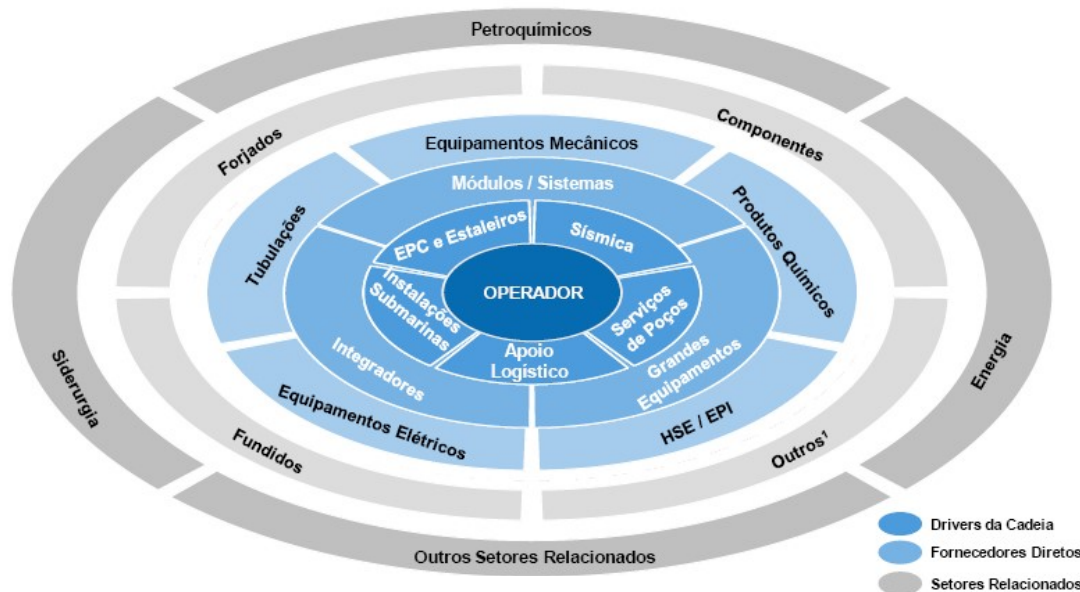 Petroquímicos
Forjados
Componentes
Equipamentos Mecânicos
Módulos / Sistemas
Tubulações
Produtos Químicos
EPC e Estaleiros
Sísmica
OPERADOR
Instalações
Submarinas
Serviços
de Poços
Apoio
Logístico
Integradores
Grandes
Equipamentos
Siderurgia
Energia
Equipamentos Elétricos
HSE / EPI
Fundidos
Outros¹
Outros Setores Relacionados
Drivers da Cadeia
Fornecedores Diretos
Setores Relacionados